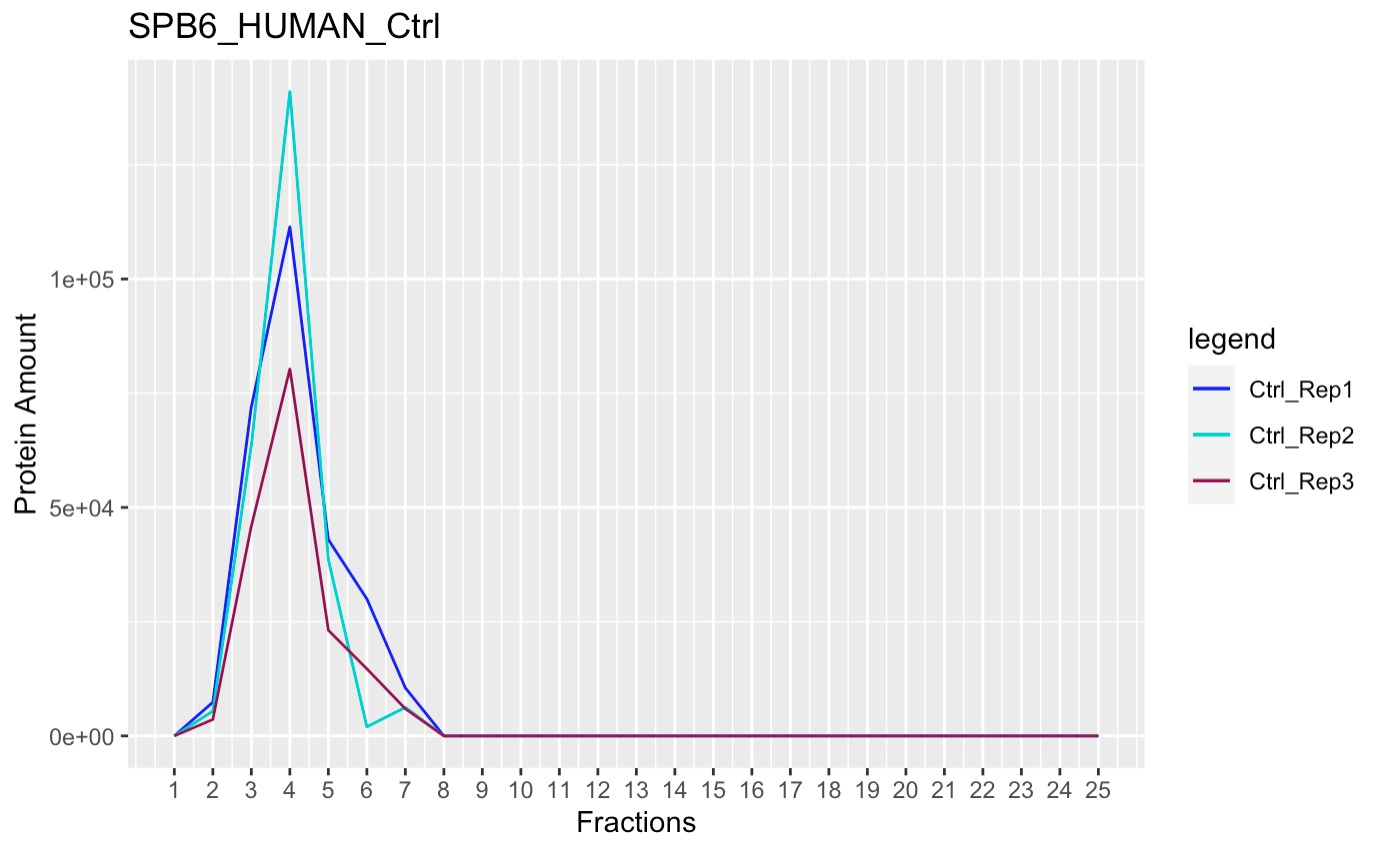 SPB6_HUMAN_Ctrl
Protein Amount
1e+05
5e+04
0e+00
1 2 3 4 5 6 7 8 9 10 11 12 13 14 15 16 17 18 19 20 21 22 23 24 25
Fractions
legend
Ctrl_Rep1
Ctrl_Rep2
Ctrl_Rep3